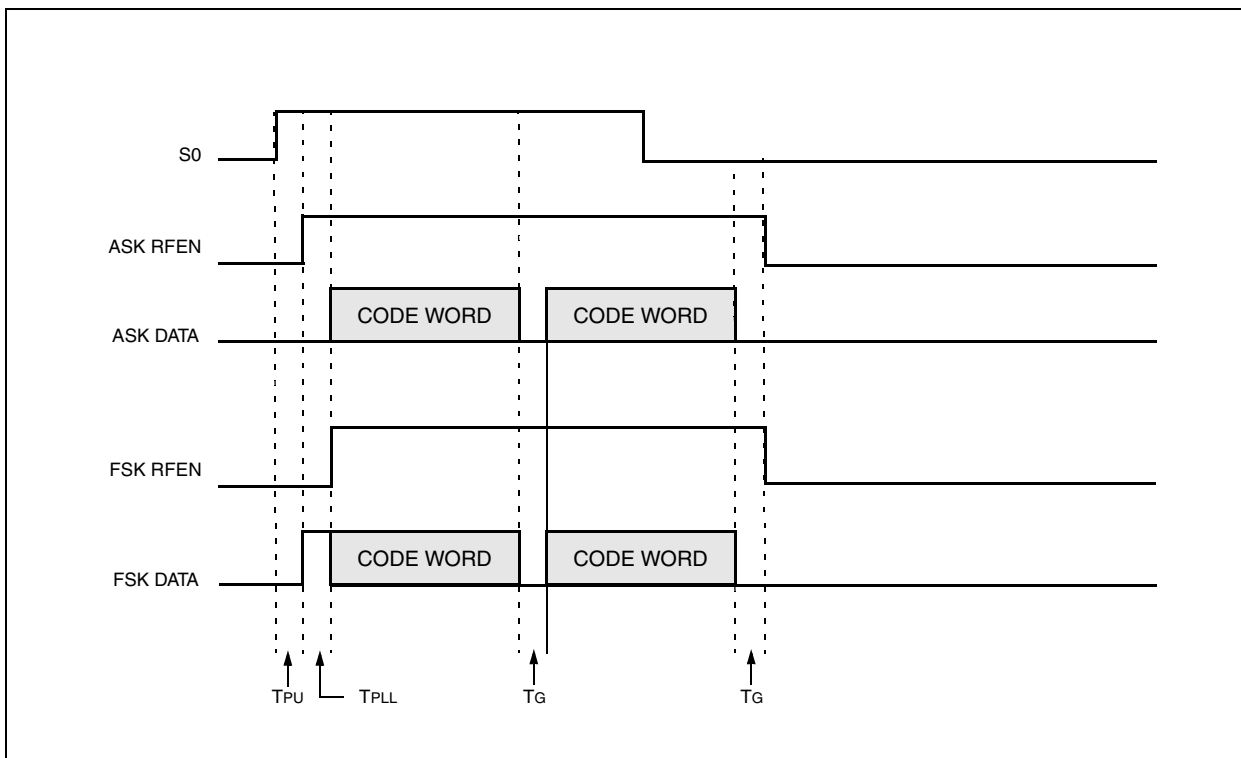 S0
ASK RFEN
CODE WORD CODE WORD
ASK DATA
FSK RFEN
CODE WORD CODE WORD
FSK DATA
TPU TPLL TG TG